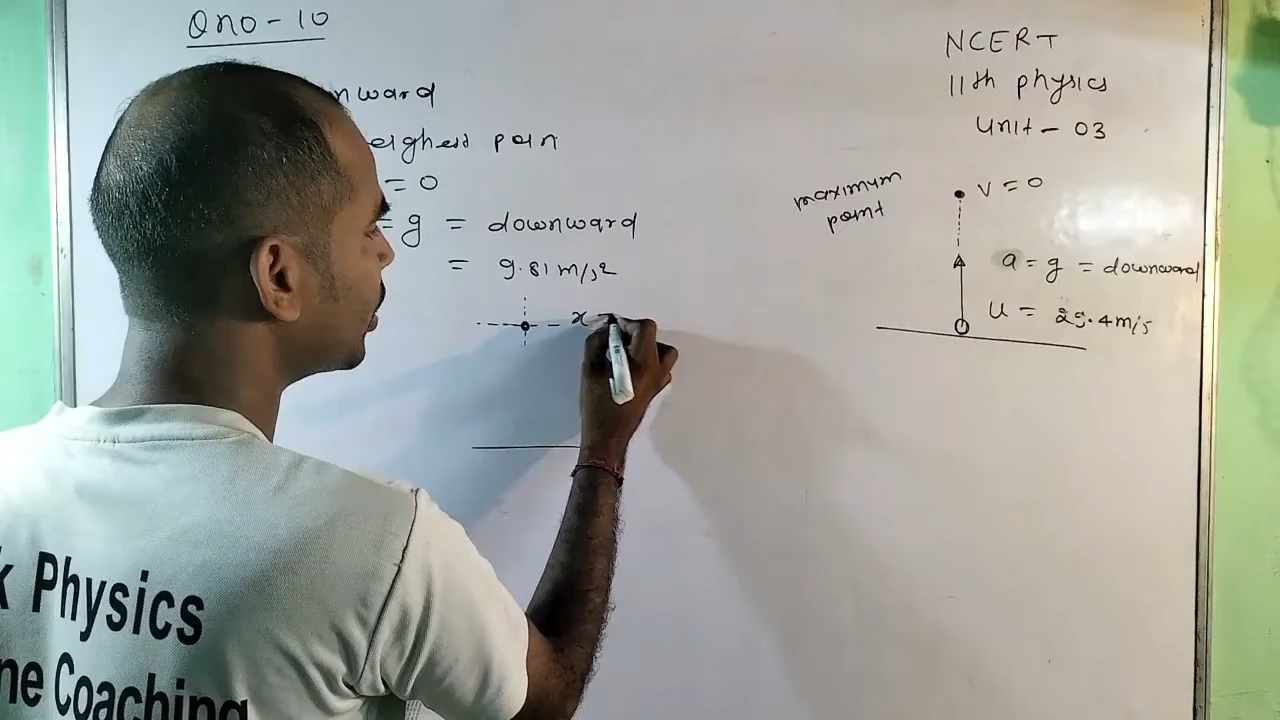 Qno - 10
nward
eighest poin
= 0
= g = downward
= 9.81 m/s2
x =
NCERT
11th physics
Unit - 03
maximum
point
v = 0
a = g = downward
u = 29.4 m/s
k Physics
ne Coaching